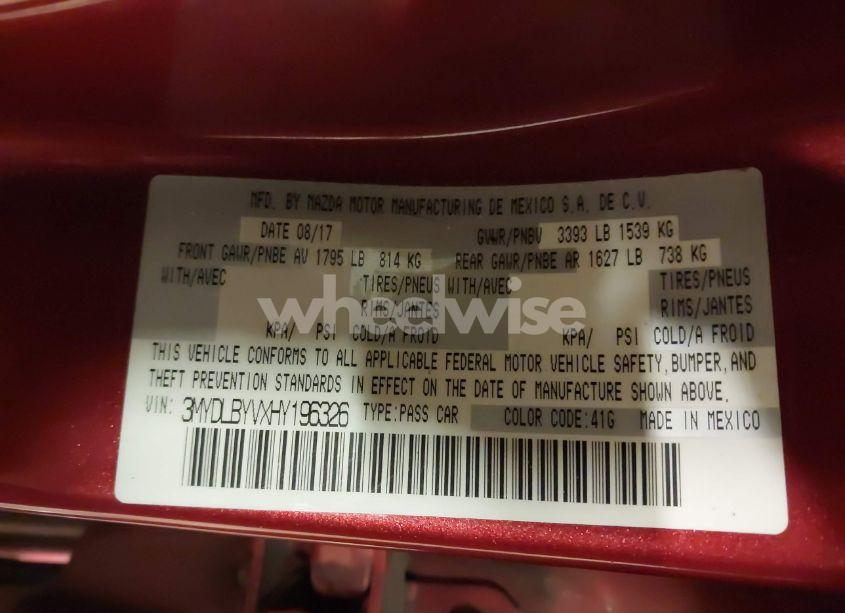 MFD. BY MAZDA MOTOR MANUFACTURING DE MEXICO S.A. DE C.V.
DATE 08/17 GVWR/PNBV 3393 LB 1539 KG
FRONT GAWR/PNBE AV 1795 LB 814 KG REAR GAWR/PNBE AR 1627 LB 738 KG
WITH/AVEC TIRES/PNEUS WITH/AVEC TIRES/PNEUS
RIMS/JANTES RIMS/JANTES
wheelwise
KPA/ PSI COLD/A FROID KPA/ PSI COLD/A FROID
THIS VEHICLE CONFORMS TO ALL APPLICABLE FEDERAL MOTOR VEHICLE SAFETY, BUMPER, AND
THEFT PREVENTION STANDARDS IN EFFECT ON THE DATE OF MANUFACTURE SHOWN ABOVE.
VIN: 3MYDLBYVXHY196326 TYPE:PASS CAR COLOR CODE:41G MADE IN MEXICO